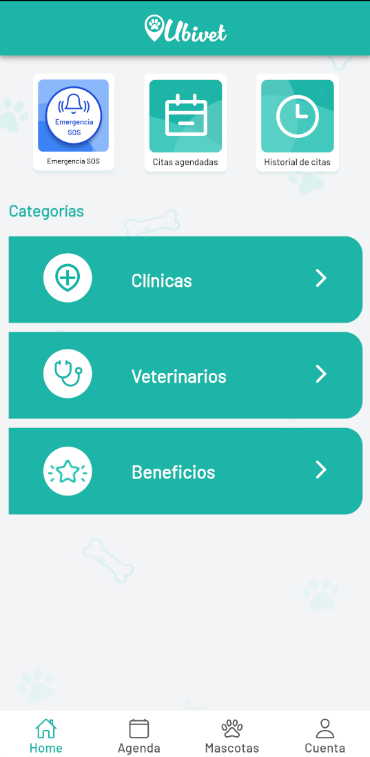 Ubivet
Emergencia
SOS
Emergencia SOS
Citas agendadas
Historial de citas
Categorías
Clínicas
Veterinarios
Beneficios
Home
Agenda
Mascotas
Cuenta